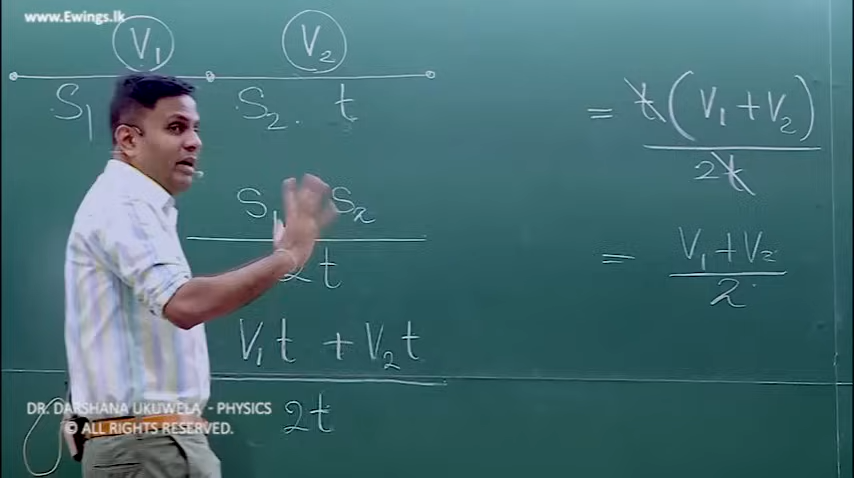 www.Ewings.lk
V₁ V₂
S₁ S₂. t
S₁ S₂
2t
V₁t + V₂t
2t
= t(V₁+V₂)
2t
= V₁+V₂
2
DR. DARSHANA UKUWELA - PHYSICS
© ALL RIGHTS RESERVED.